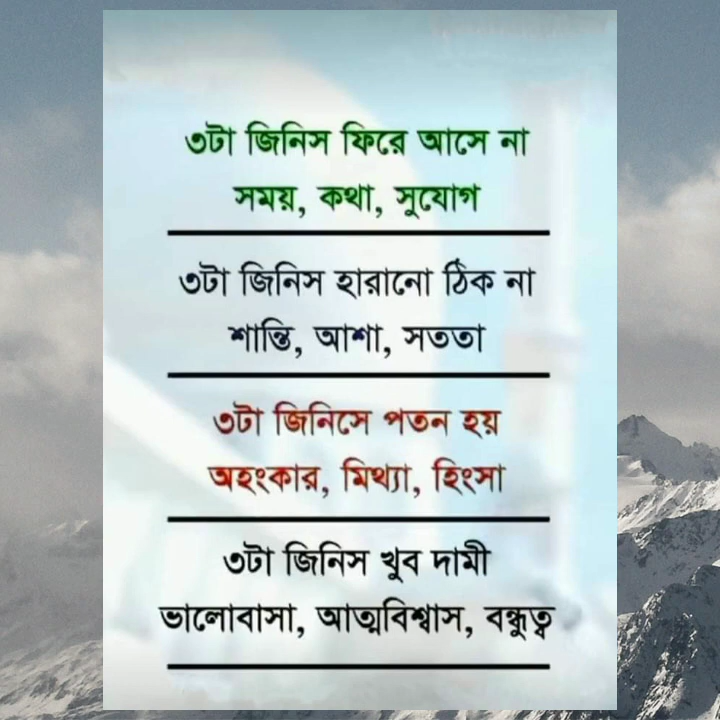 ৩টা জিনিস ফিরে আসে না
সময়, কথা, সুযোগ
৩টা জিনিস হারানো ঠিক না
শান্তি, আশা, সততা
৩টা জিনিসে পতন হয়
অহংকার, মিথ্যা, হিংসা
৩টা জিনিস খুব দামী
ভালোবাসা, আত্মবিশ্বাস, বন্ধুত্ব